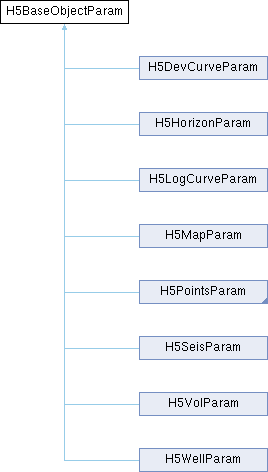 H5BaseObjectParam
H5DevCurveParam
H5HorizonParam
H5LogCurveParam
H5MapParam
H5PointsParam
H5SeisParam
H5VolParam
H5WellParam